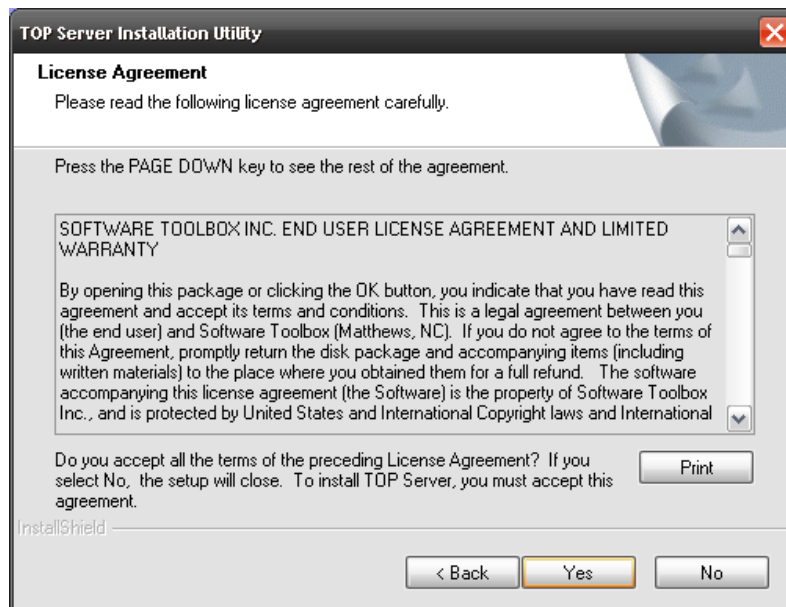 TOP Server Installation Utility
License Agreement
Please read the following license agreement carefully.
Press the PAGE DOWN key to see the rest of the agreement.
SOFTWARE TOOLBOX INC. END USER LICENSE AGREEMENT AND LIMITED
WARRANTY
By opening this package or clicking the OK button, you indicate that you have read this
agreement and accept its terms and conditions.  This is a legal agreement between you
(the end user) and Software Toolbox (Matthews, NC).  If you do not agree to the terms of
this Agreement, promptly return the disk package and accompanying items (including
written materials) to the place where you obtained them for a full refund.   The software
accompanying this license agreement (the Software) is the property of Software Toolbox
Inc., and is protected by United States and International Copyright laws and International
Do you accept all the terms of the preceding License Agreement?  If you
select No,  the setup will close.  To install TOP Server, you must accept this
agreement.
Print
InstallShield
< Back
Yes
No